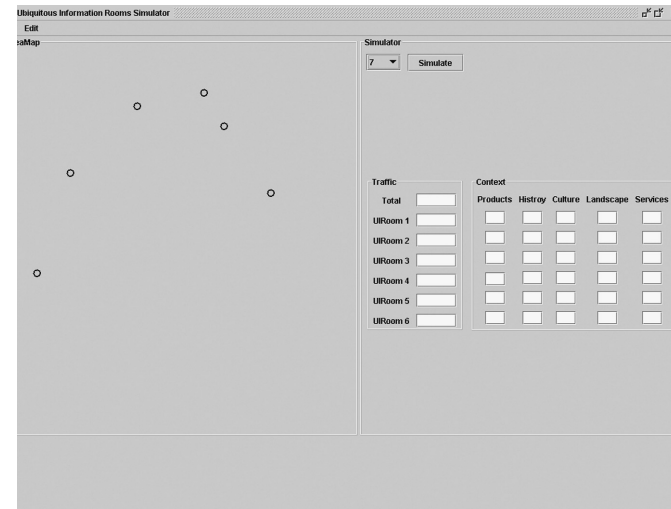 Ubiquitous Information Rooms Simulator
Edit
eaMap
Simulator
7
Simulate
Traffic
Context
Total
Products Histroy Culture Landscape Services
UIRoom 1
UIRoom 2
UIRoom 3
UIRoom 4
UIRoom 5
UIRoom 6